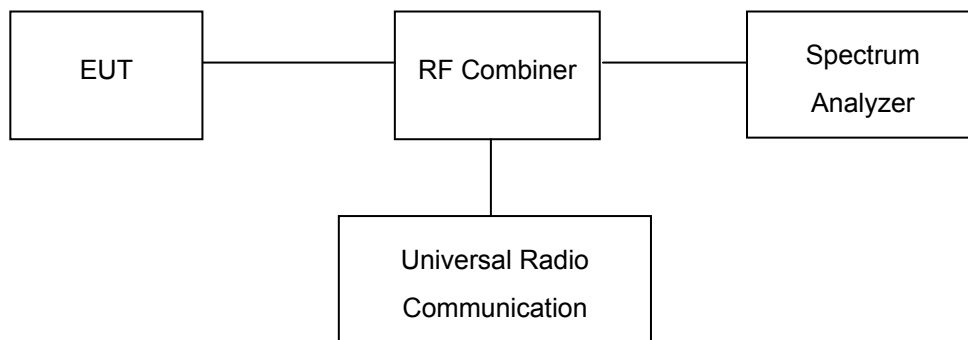 EUT
RF Combiner
Spectrum
Analyzer
Universal Radio
Communication